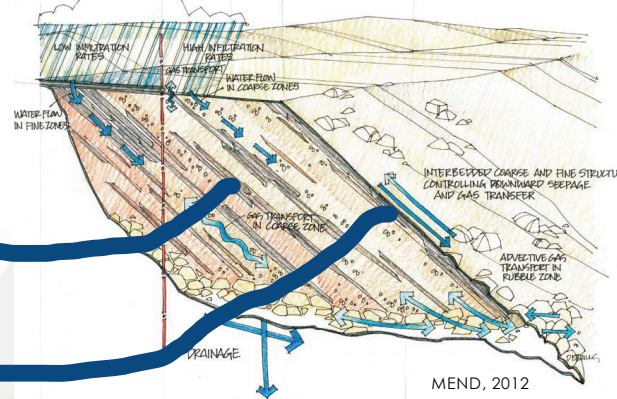 LOW INFILTRATION
RATES
HIGH INFILTRATION
RATES
GAS TRANSPORT
WATER FLOW
IN COARSE ZONES
WATER FLOW
IN FINE ZONES
INTERBEDDED COARSE AND FINE STRUCTU
CONTROLLING DOWNWARD SEEPAGE
AND GAS TRANSFER
GAS TRANSPORT
IN COARSE ZONE
ADVECTIVE GAS
TRANSPORT IN
RUBBLE ZONE
DRAINAGE
MEND, 2012